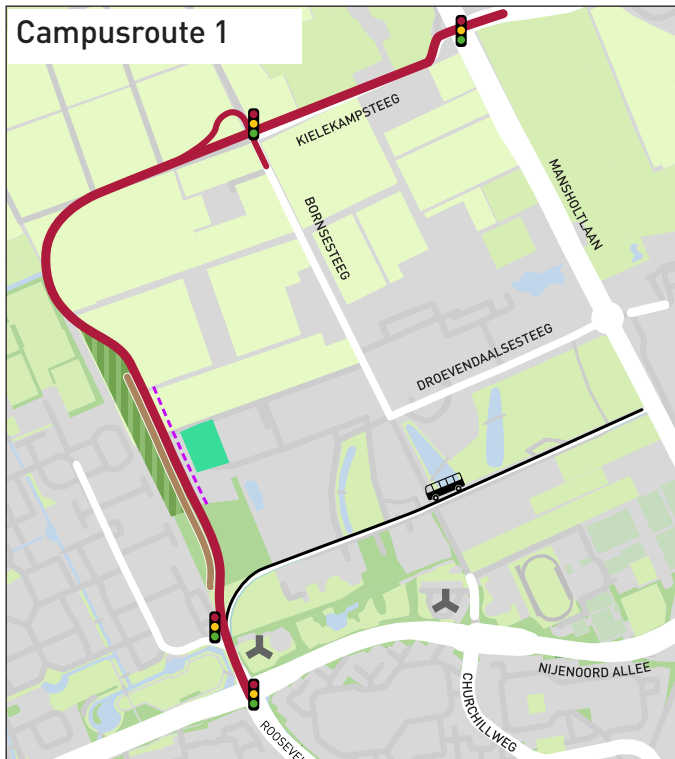 Campusroute 1
KIELEKAMPSTEEG
MANSHOLTLAAN
BORNSESTEEG
DROEVENDAALSESTEEG
NIJENOORD ALLEE
CHURCHILLWEG